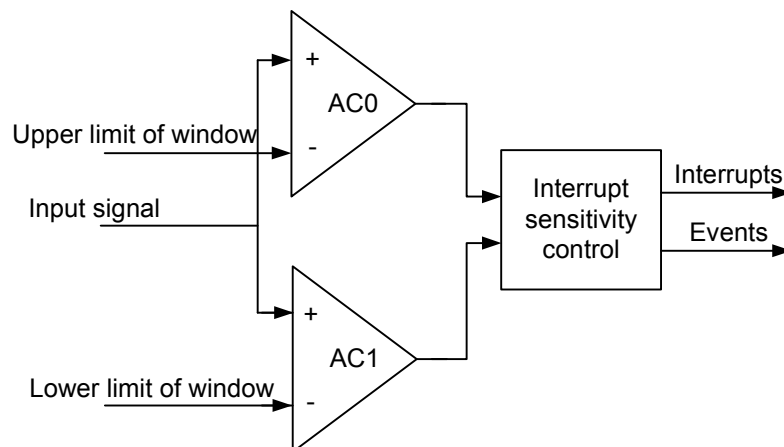 +
AC0
Upper limit of window
-
Interrupts
Interrupt
sensitivity
control
Input signal
Events
+
AC1
Lower limit of window
-